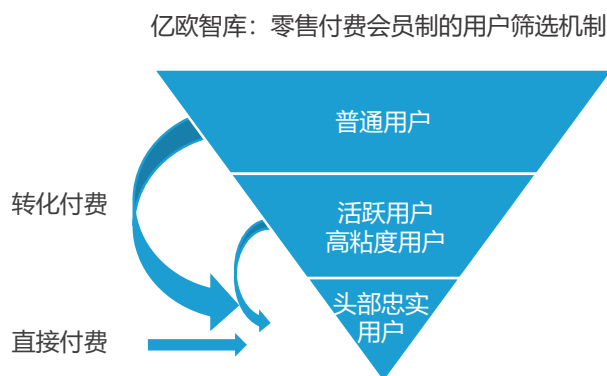 亿欧智库：零售付费会员制的用户筛选机制
普通用户
转化付费
活跃用户
高粘度用户
头部忠实
用户
直接付费